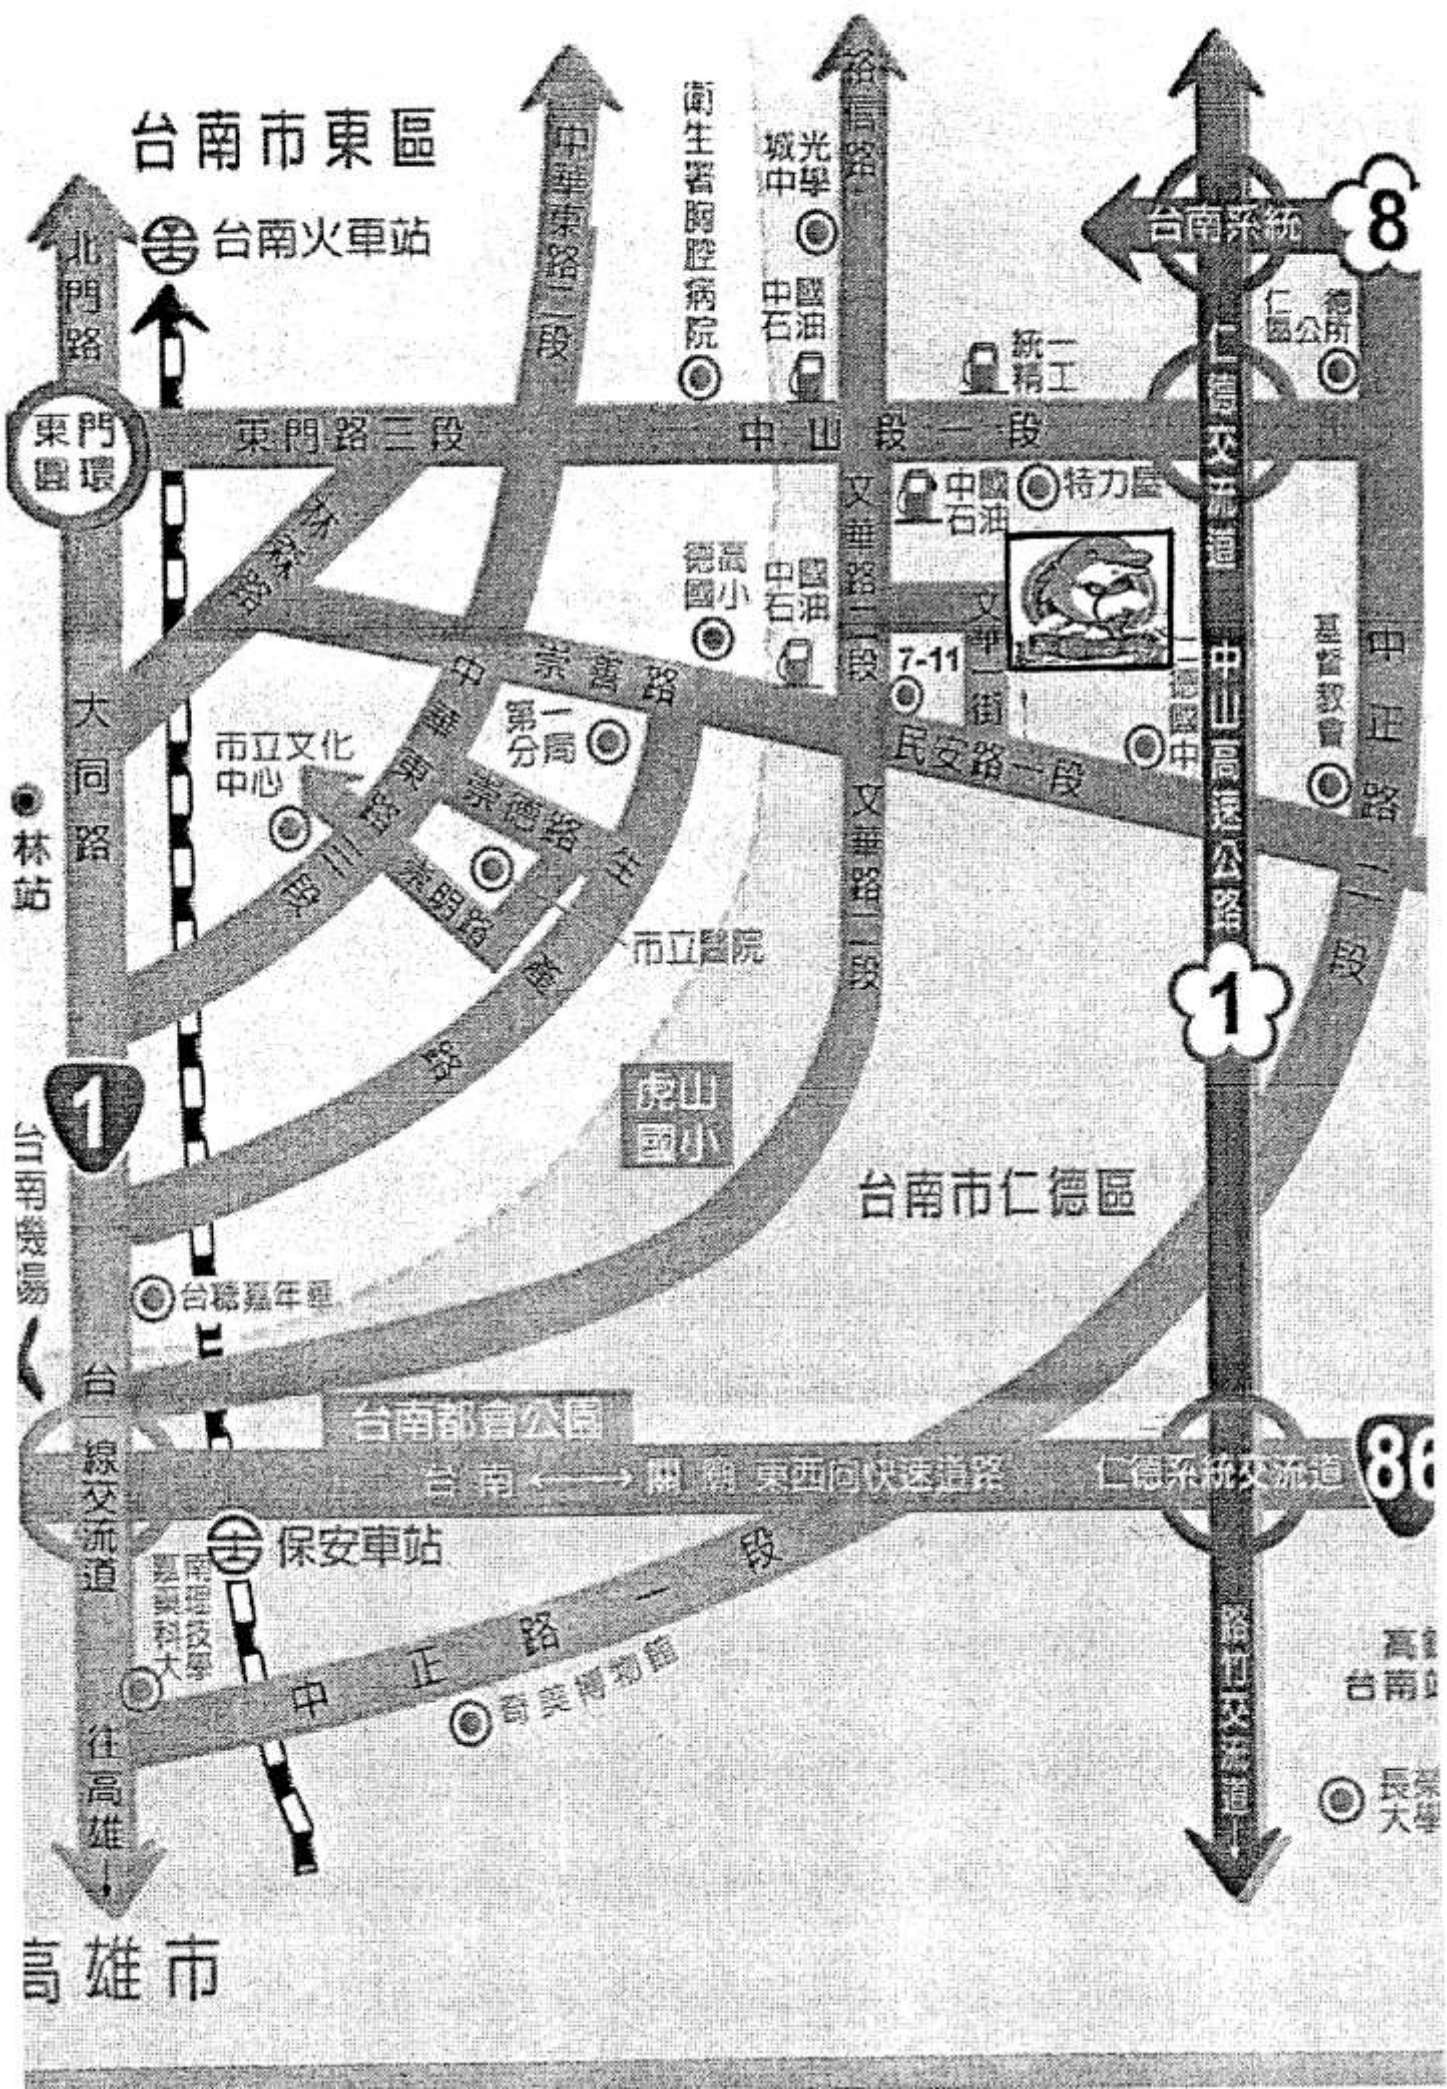 台南市東區
台南火車站
北門路
中華東路二段
衛生署胸腔病院
光學
城中
路
台南系統
8
仁德
區公所
國油
中石
統一
精工
仁德交流道
東門
圓環
東門路三段
中山
段一段
林森路
文華路二段
中國
石油
特力屋
德高
國小
國油
中石
7-11
文華一街
崇善路
中華東路三段
第一
分局
民安路一段
仁德國中
基督教會
中正路二段
中山高速公路
大同路
市立文化
中心
崇德路
崇明路
林
站
生
路
市立醫院
文華路二段
1
1
虎山
國小
台南機場
台南市仁德區
台糖嘉年華
台一線交流道
台南都會公園
台南
東西向快速道路
仁德系統交流道
86
保安車站
中正路一段
奇美博物館
路竹交流道
台南
長榮
大學
往高雄
高雄市